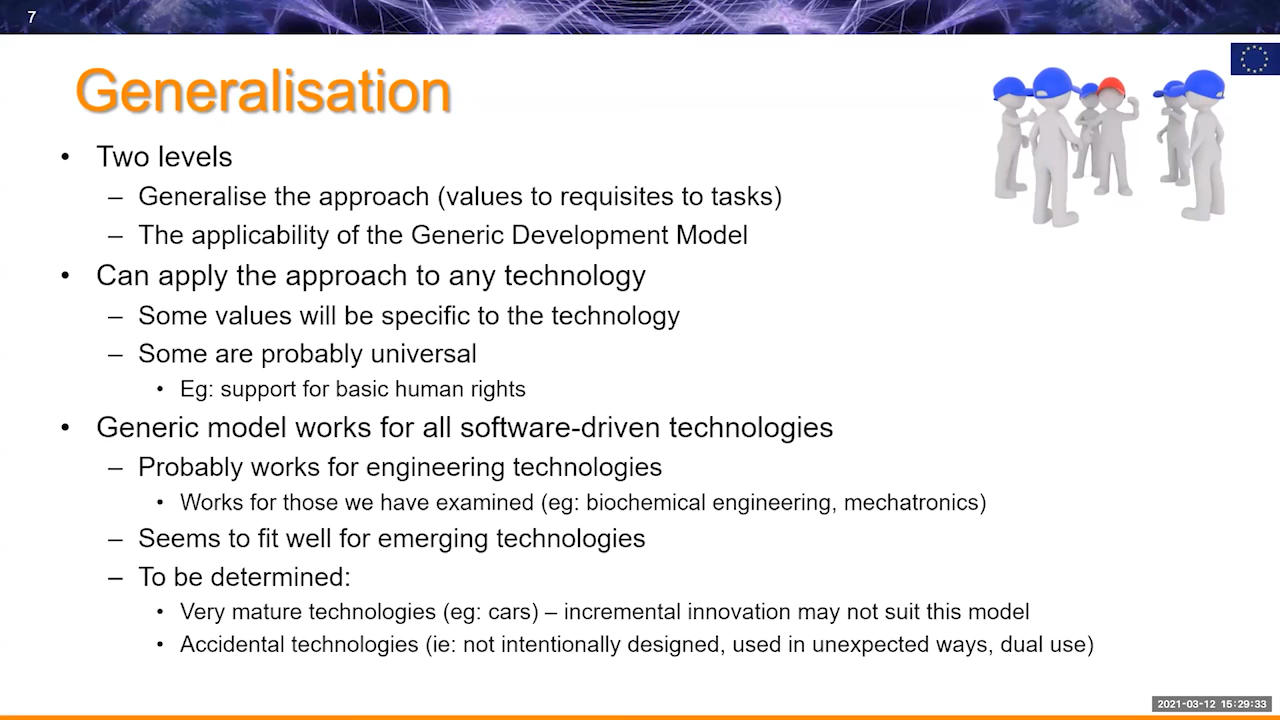 7
Generalisation
• Two levels
– Generalise the approach (values to requisites to tasks)
– The applicability of the Generic Development Model
• Can apply the approach to any technology
– Some values will be specific to the technology
– Some are probably universal
• Eg: support for basic human rights
• Generic model works for all software-driven technologies
– Probably works for engineering technologies
• Works for those we have examined (eg: biochemical engineering, mechatronics)
– Seems to fit well for emerging technologies
– To be determined:
• Very mature technologies (eg: cars) – incremental innovation may not suit this model
• Accidental technologies (ie: not intentionally designed, used in unexpected ways, dual use)
2021-03-12 15:29:33